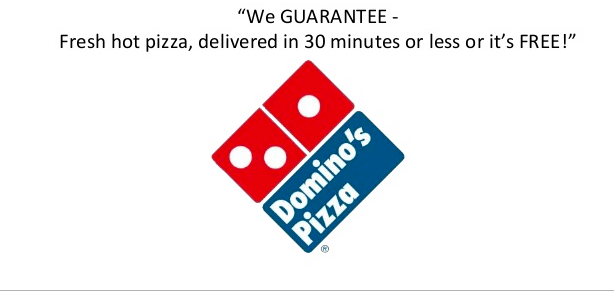 “We GUARANTEE -
Fresh hot pizza, delivered in 30 minutes or less or it’s FREE!”
Domino's
Pizza
®